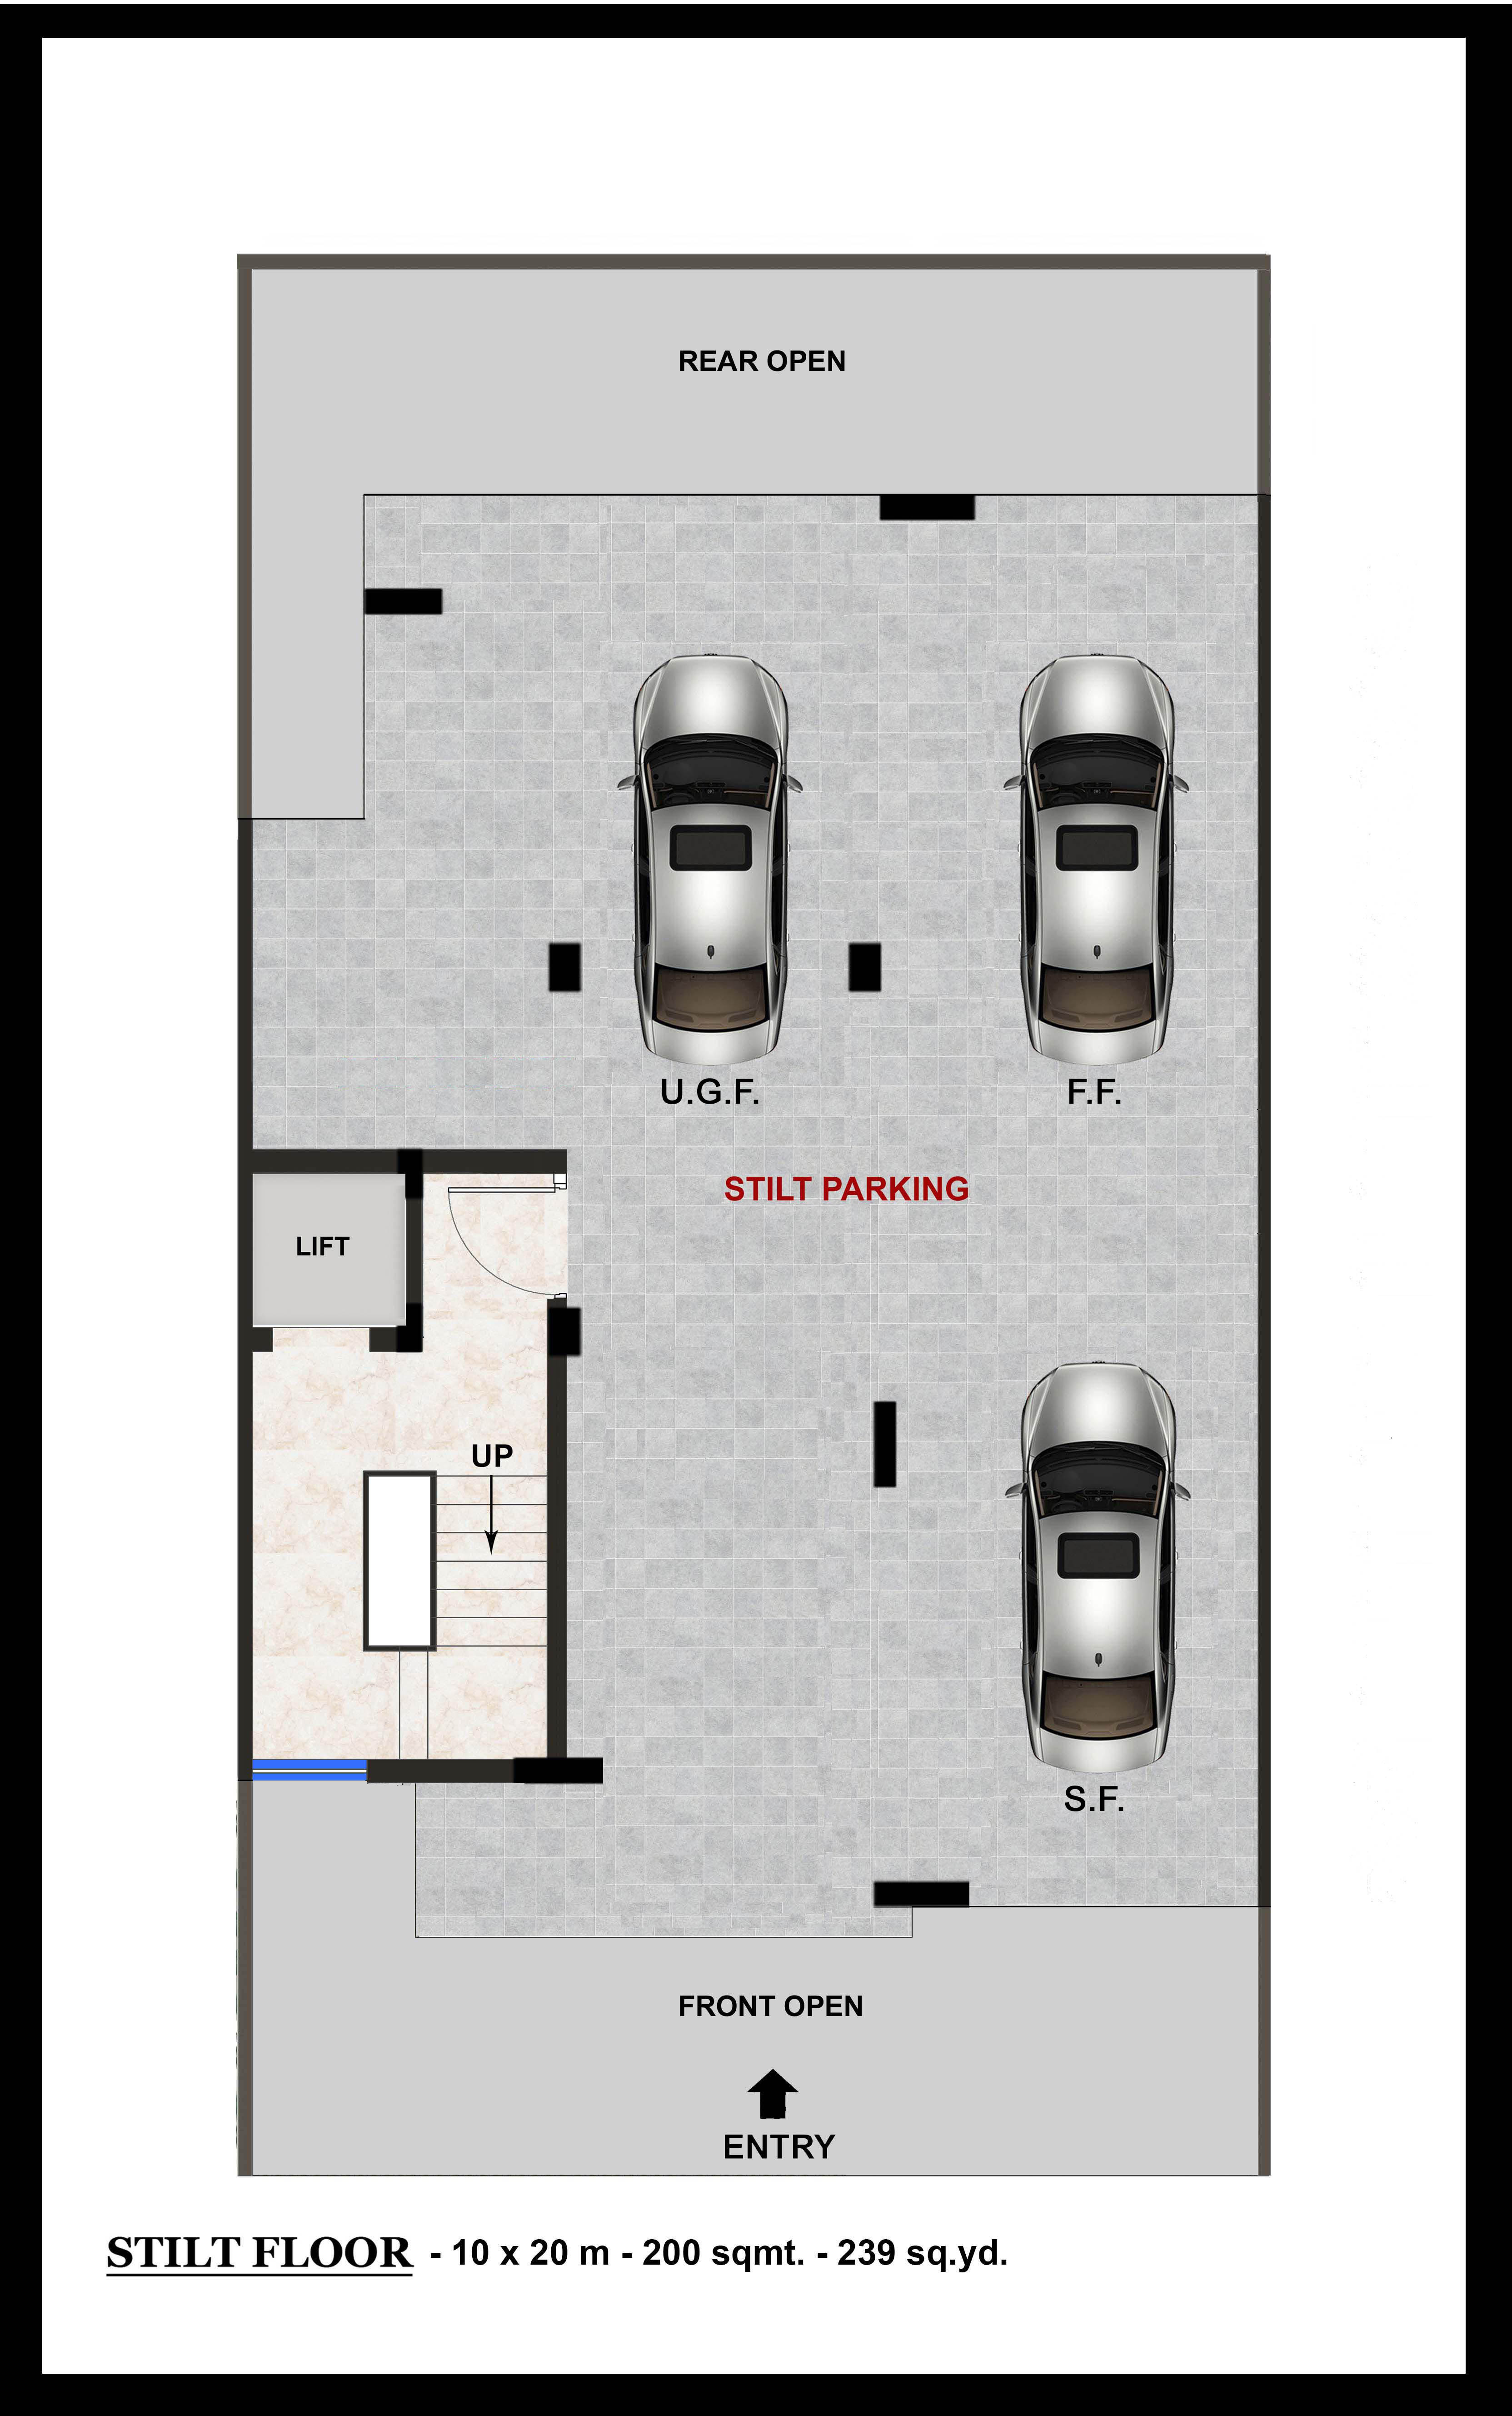 REAR OPEN
U.G.F.
F.F.
STILT PARKING
LIFT
UP
S.F.
FRONT OPEN
ENTRY
STILT FLOOR - 10 x 20 m - 200 sqmt. - 239 sq.yd.